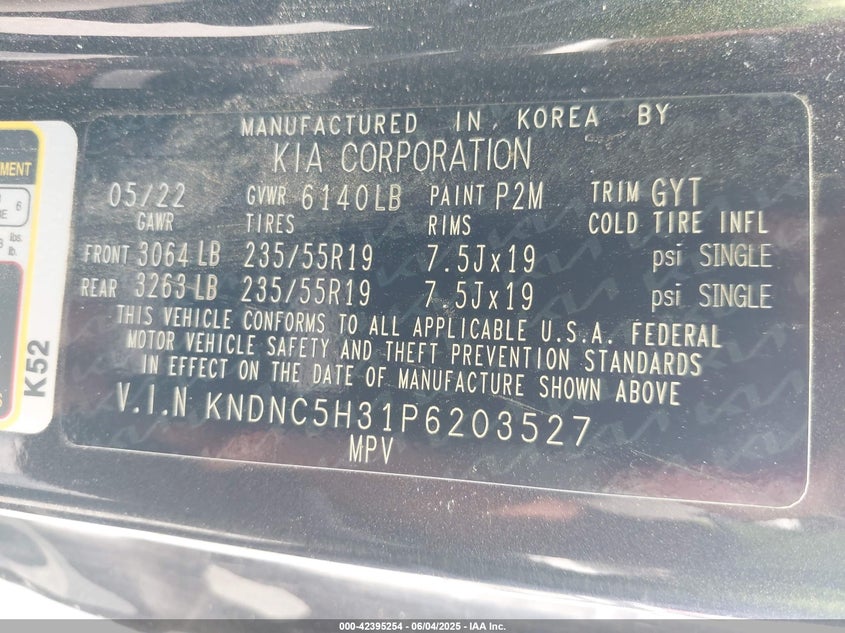 MANUFACTURED IN KOREA BY
KIA CORPORATION
05/22 GVWR 6140LB PAINT P2M TRIM GYT
GAWR TIRES RIMS COLD TIRE INFL
FRONT 3064 LB 235/55R19 7.5Jx19 psi SINGLE
REAR 3263 LB 235/55R19 7.5Jx19 psi SINGLE
THIS VEHICLE CONFORMS TO ALL APPLICABLE U.S.A. FEDERAL
MOTOR VEHICLE SAFETY AND THEFT PREVENTION STANDARDS
IN EFFECT ON THE DATE OF MANUFACTURE SHOWN ABOVE
V.I.N KNDNC5H31P6203527
MPV
K52
6
lbs.
lb.
000-42395254 - 06/04/2025 - IAA Inc.